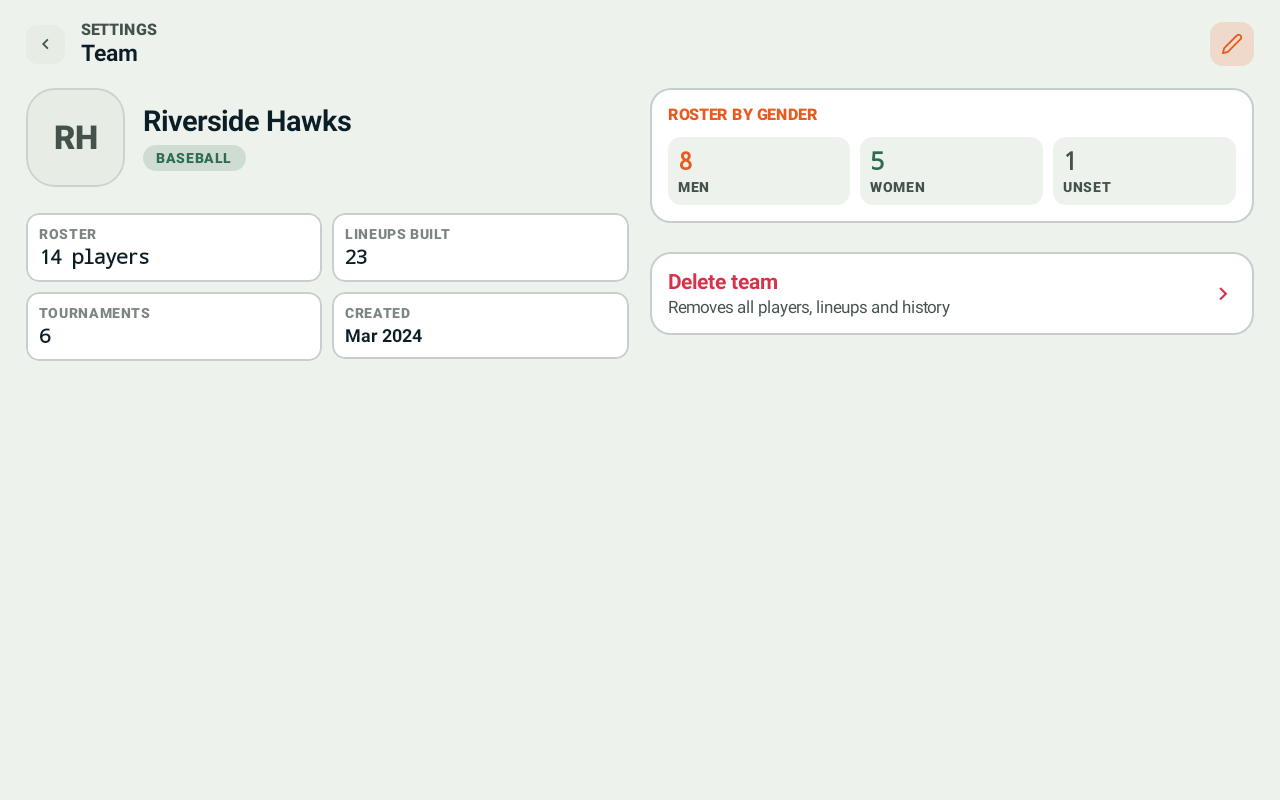 SETTINGS
Team
RH
Riverside Hawks
BASEBALL
ROSTER
14 players
LINEUPS BUILT
23
TOURNAMENTS
6
CREATED
Mar 2024
ROSTER BY GENDER
8
MEN
5
WOMEN
1
UNSET
Delete team
Removes all players, lineups and history